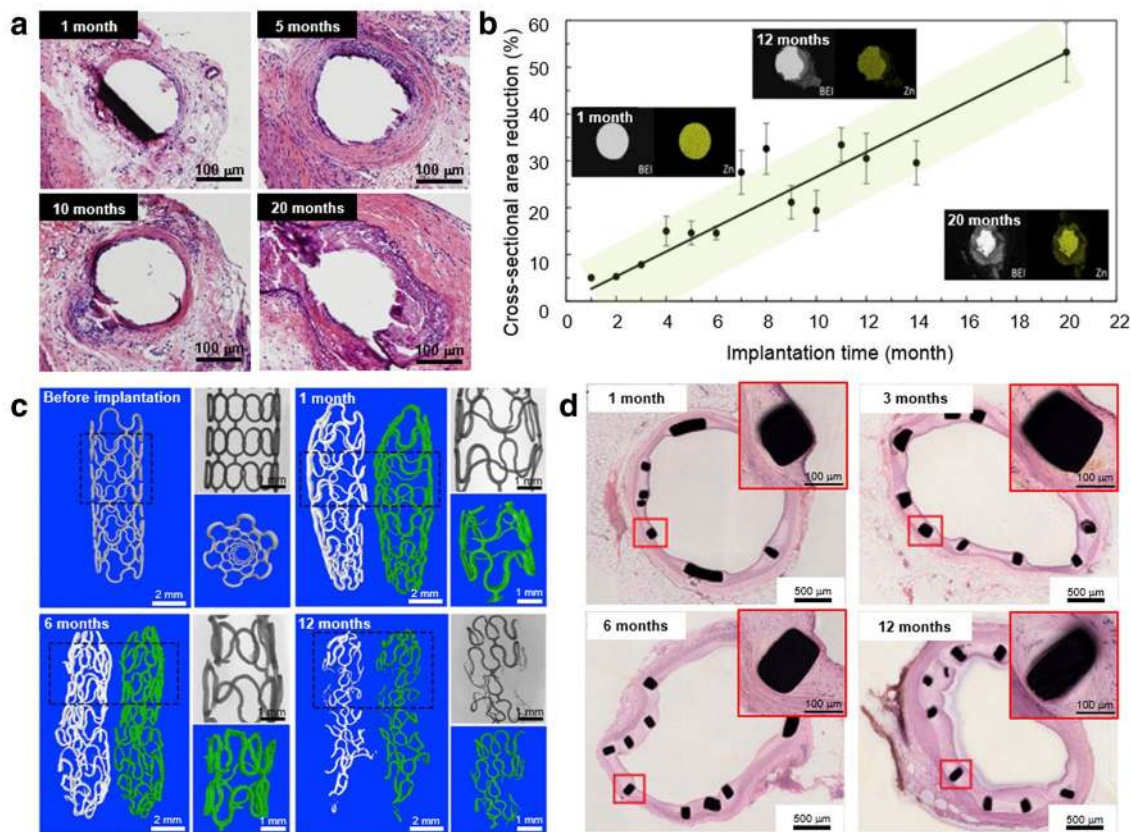 a
1 month
5 months
100 μm
100 μm
10 months
20 months
100 μm
100 μm
b
Cross-sectional area reduction (%)
60
50
40
30
20
10
0
0 2 4 6 8 10 12 14 16 18 20 22
Implantation time (month)
12 months
BEI
Zn
1 month
BEI
Zn
20 months
BEI
Zn
c
Before implantation
1 mm
2 mm
1 month
1 mm
2 mm
1 mm
6 months
1 mm
2 mm
1 mm
12 months
1 mm
2 mm
1 mm
d
1 month
100 μm
500 μm
3 months
100 μm
500 μm
6 months
100 μm
500 μm
12 months
100 μm
500 μm